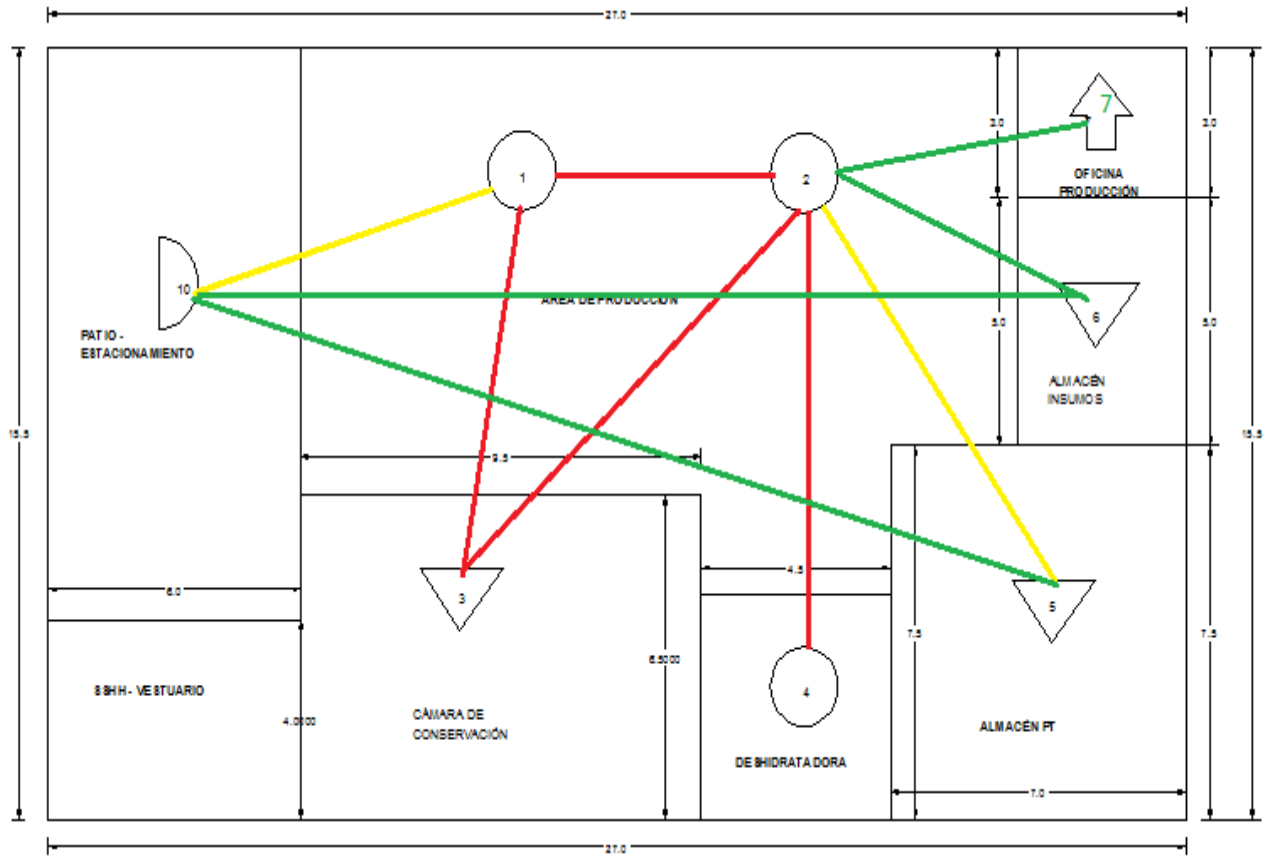 27.0
7
3.0
3.0
OFICINA
PRODUCCIÓN
1
2
10
PATIO -
ESTACIONAMIENTO
AREA DE PRODUCCIÓN
6
5.0
5.0
ALMACÉN
INSUMOS
15.5
15.5
9.5
6.0
3
4.5
5
6.5000
7.5
7.5
SSHH - VESTUARIO
4.0000
CÁMARA DE
CONSERVACIÓN
4
ALMACÉN PT
DESHIDRATADORA
7.0
27.0